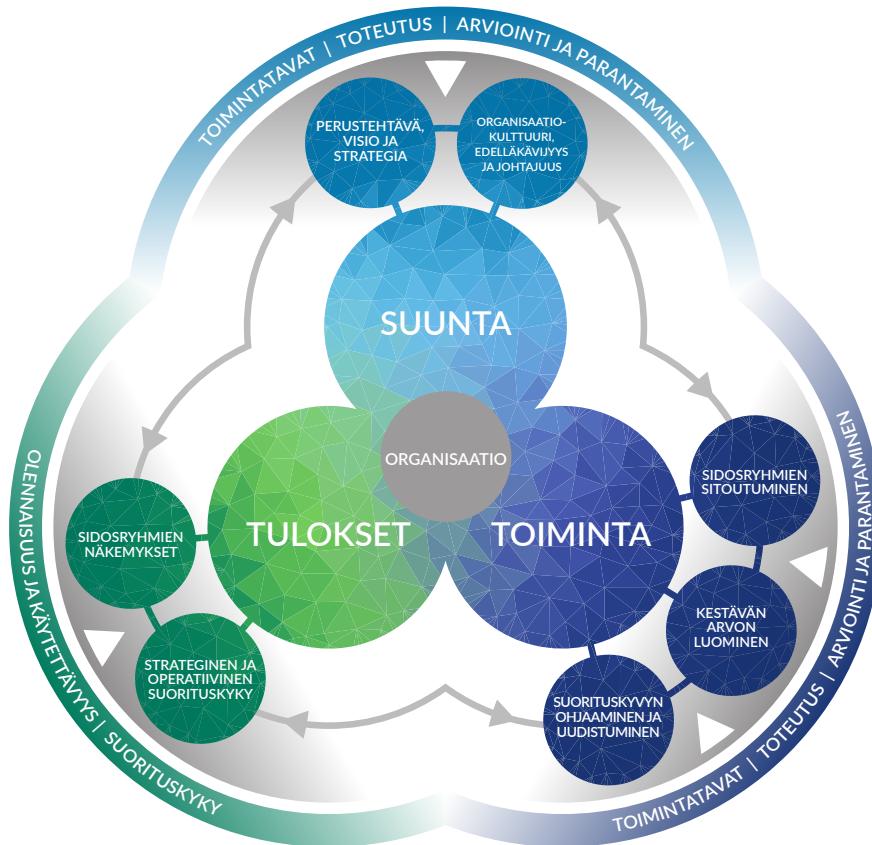 TOIMINTATAVAT | TOTEUTUS | ARVIOINTI JA PARANTAMINEN
PERUSTEHTÄVÄ,
VISIO JA
STRATEGIA
ORGANISAATIO-
KULTTUURI,
EDELLÄKÄVIJYYS
JA JOHTAJUUS
SUUNTA
ORGANISAATIO
TULOKSET
TOIMINTA
SIDOSRYHMIEN
NÄKEMYKSET
STRATEGINEN JA
OPERATIIVINEN
SUORITUSKYKY
SIDOSRYHMIEN
SITOUTUMINEN
KESTÄVÄN
ARVON
LUOMINEN
SUORITUSKYVYN
OHJAAMINEN JA
UUDISTUMINEN
OLENNAISUUS JA KÄYTETTÄVYYS | SUORITUSKYKY
TOIMINTATAVAT | TOTEUTUS | ARVIOINTI JA PARANTAMINEN